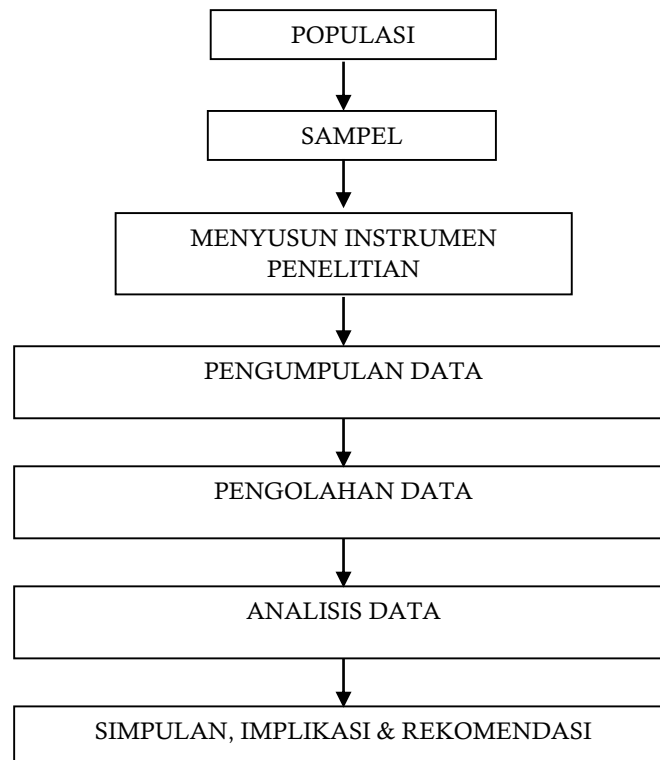 POPULASI
SAMPEL
MENYUSUN INSTRUMEN
PENELITIAN
PENGUMPULAN DATA
PENGOLAHAN DATA
ANALISIS DATA
SIMPULAN, IMPLIKASI & REKOMENDASI